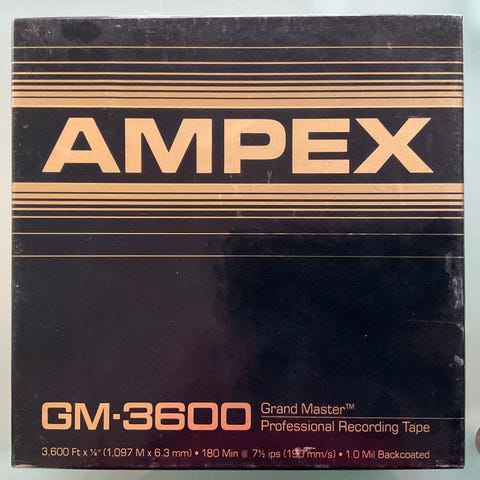 AMPEX
GM-3600 Grand Master™
Professional Recording Tape
3,600 Ft x ¼" (1,097 M x 6.3 mm) • 180 Min @ 7½ ips (190 mm/s) • 1.0 Mil Backcoated